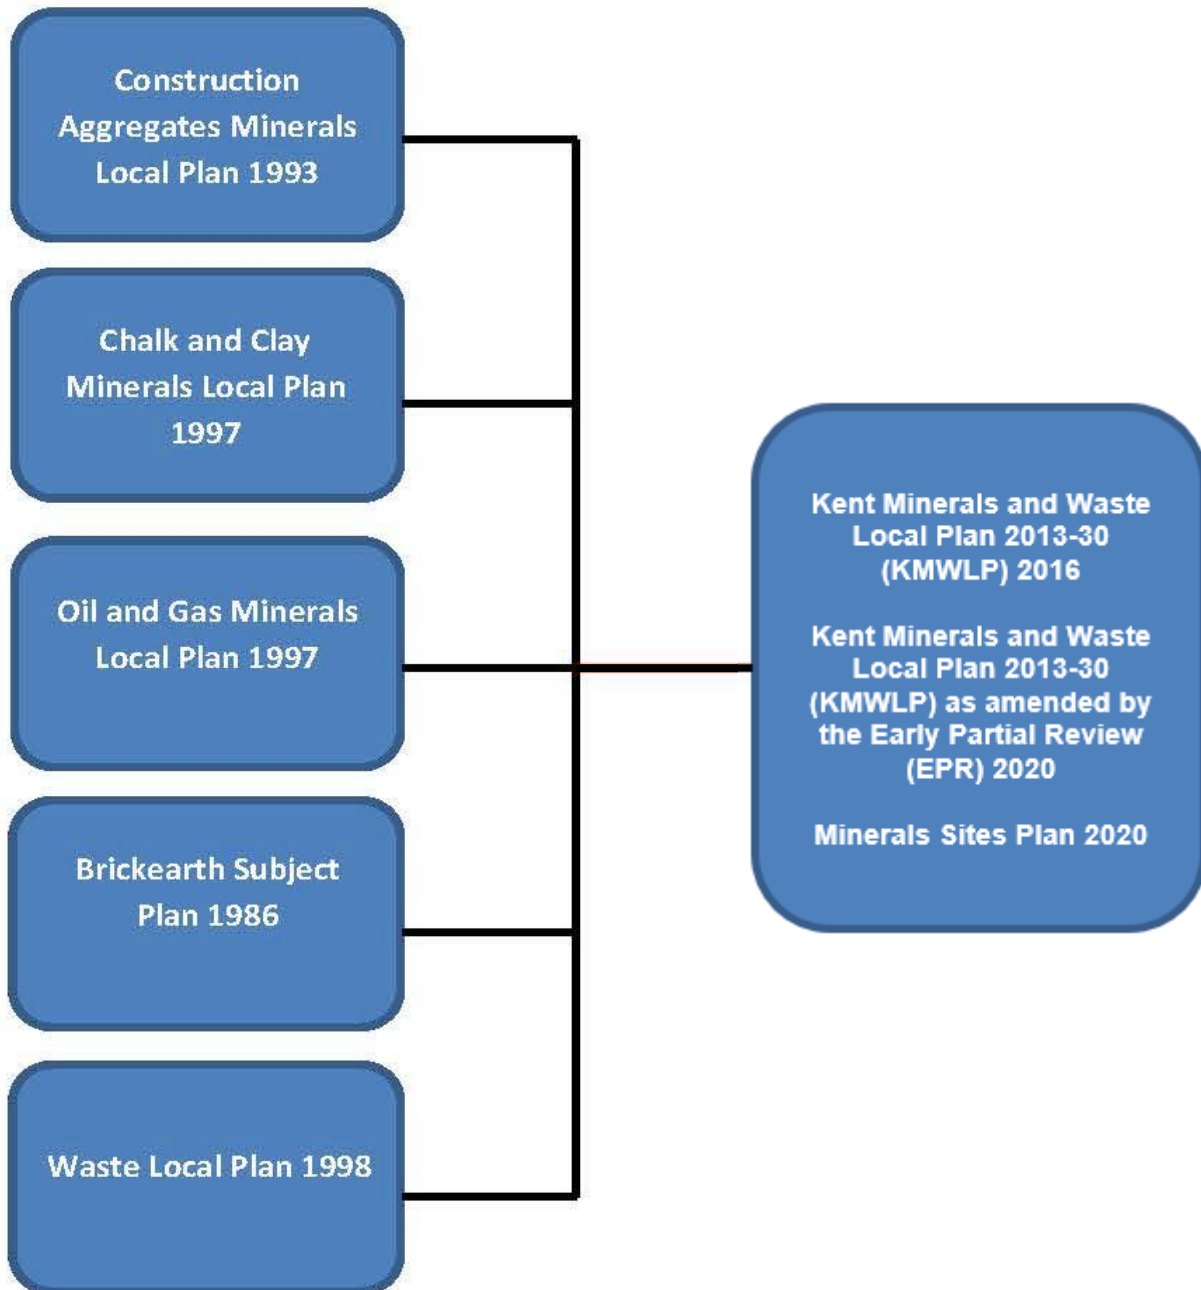 Construction
Aggregates Minerals
Local Plan 1993
Chalk and Clay
Minerals Local Plan
1997
Oil and Gas Minerals
Local Plan 1997
Brickearth Subject
Plan 1986
Waste Local Plan 1998
Kent Minerals and Waste
Local Plan 2013-30
(KMWLP) 2016
Kent Minerals and Waste
Local Plan 2013-30
(KMWLP) as amended by
the Early Partial Review
(EPR) 2020
Minerals Sites Plan 2020